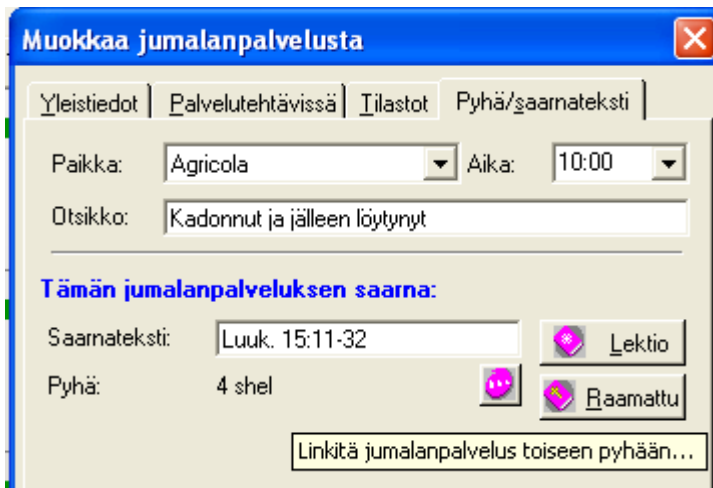 Muokkaa jumalanpalvelusta
Yleistiedot Palvelutehtävissä Tilastot Pyhä/saarnateksti
Paikka: Agricola Aika: 10:00
Otsikko: Kadonnut ja jälleen löytynyt
Tämän jumalanpalveluksen saarna:
Saarnateksti: Luuk. 15:11-32 Lektio
Pyhä: 4 shel Raamattu
Linkitä jumalanpalvelus toiseen pyhään...